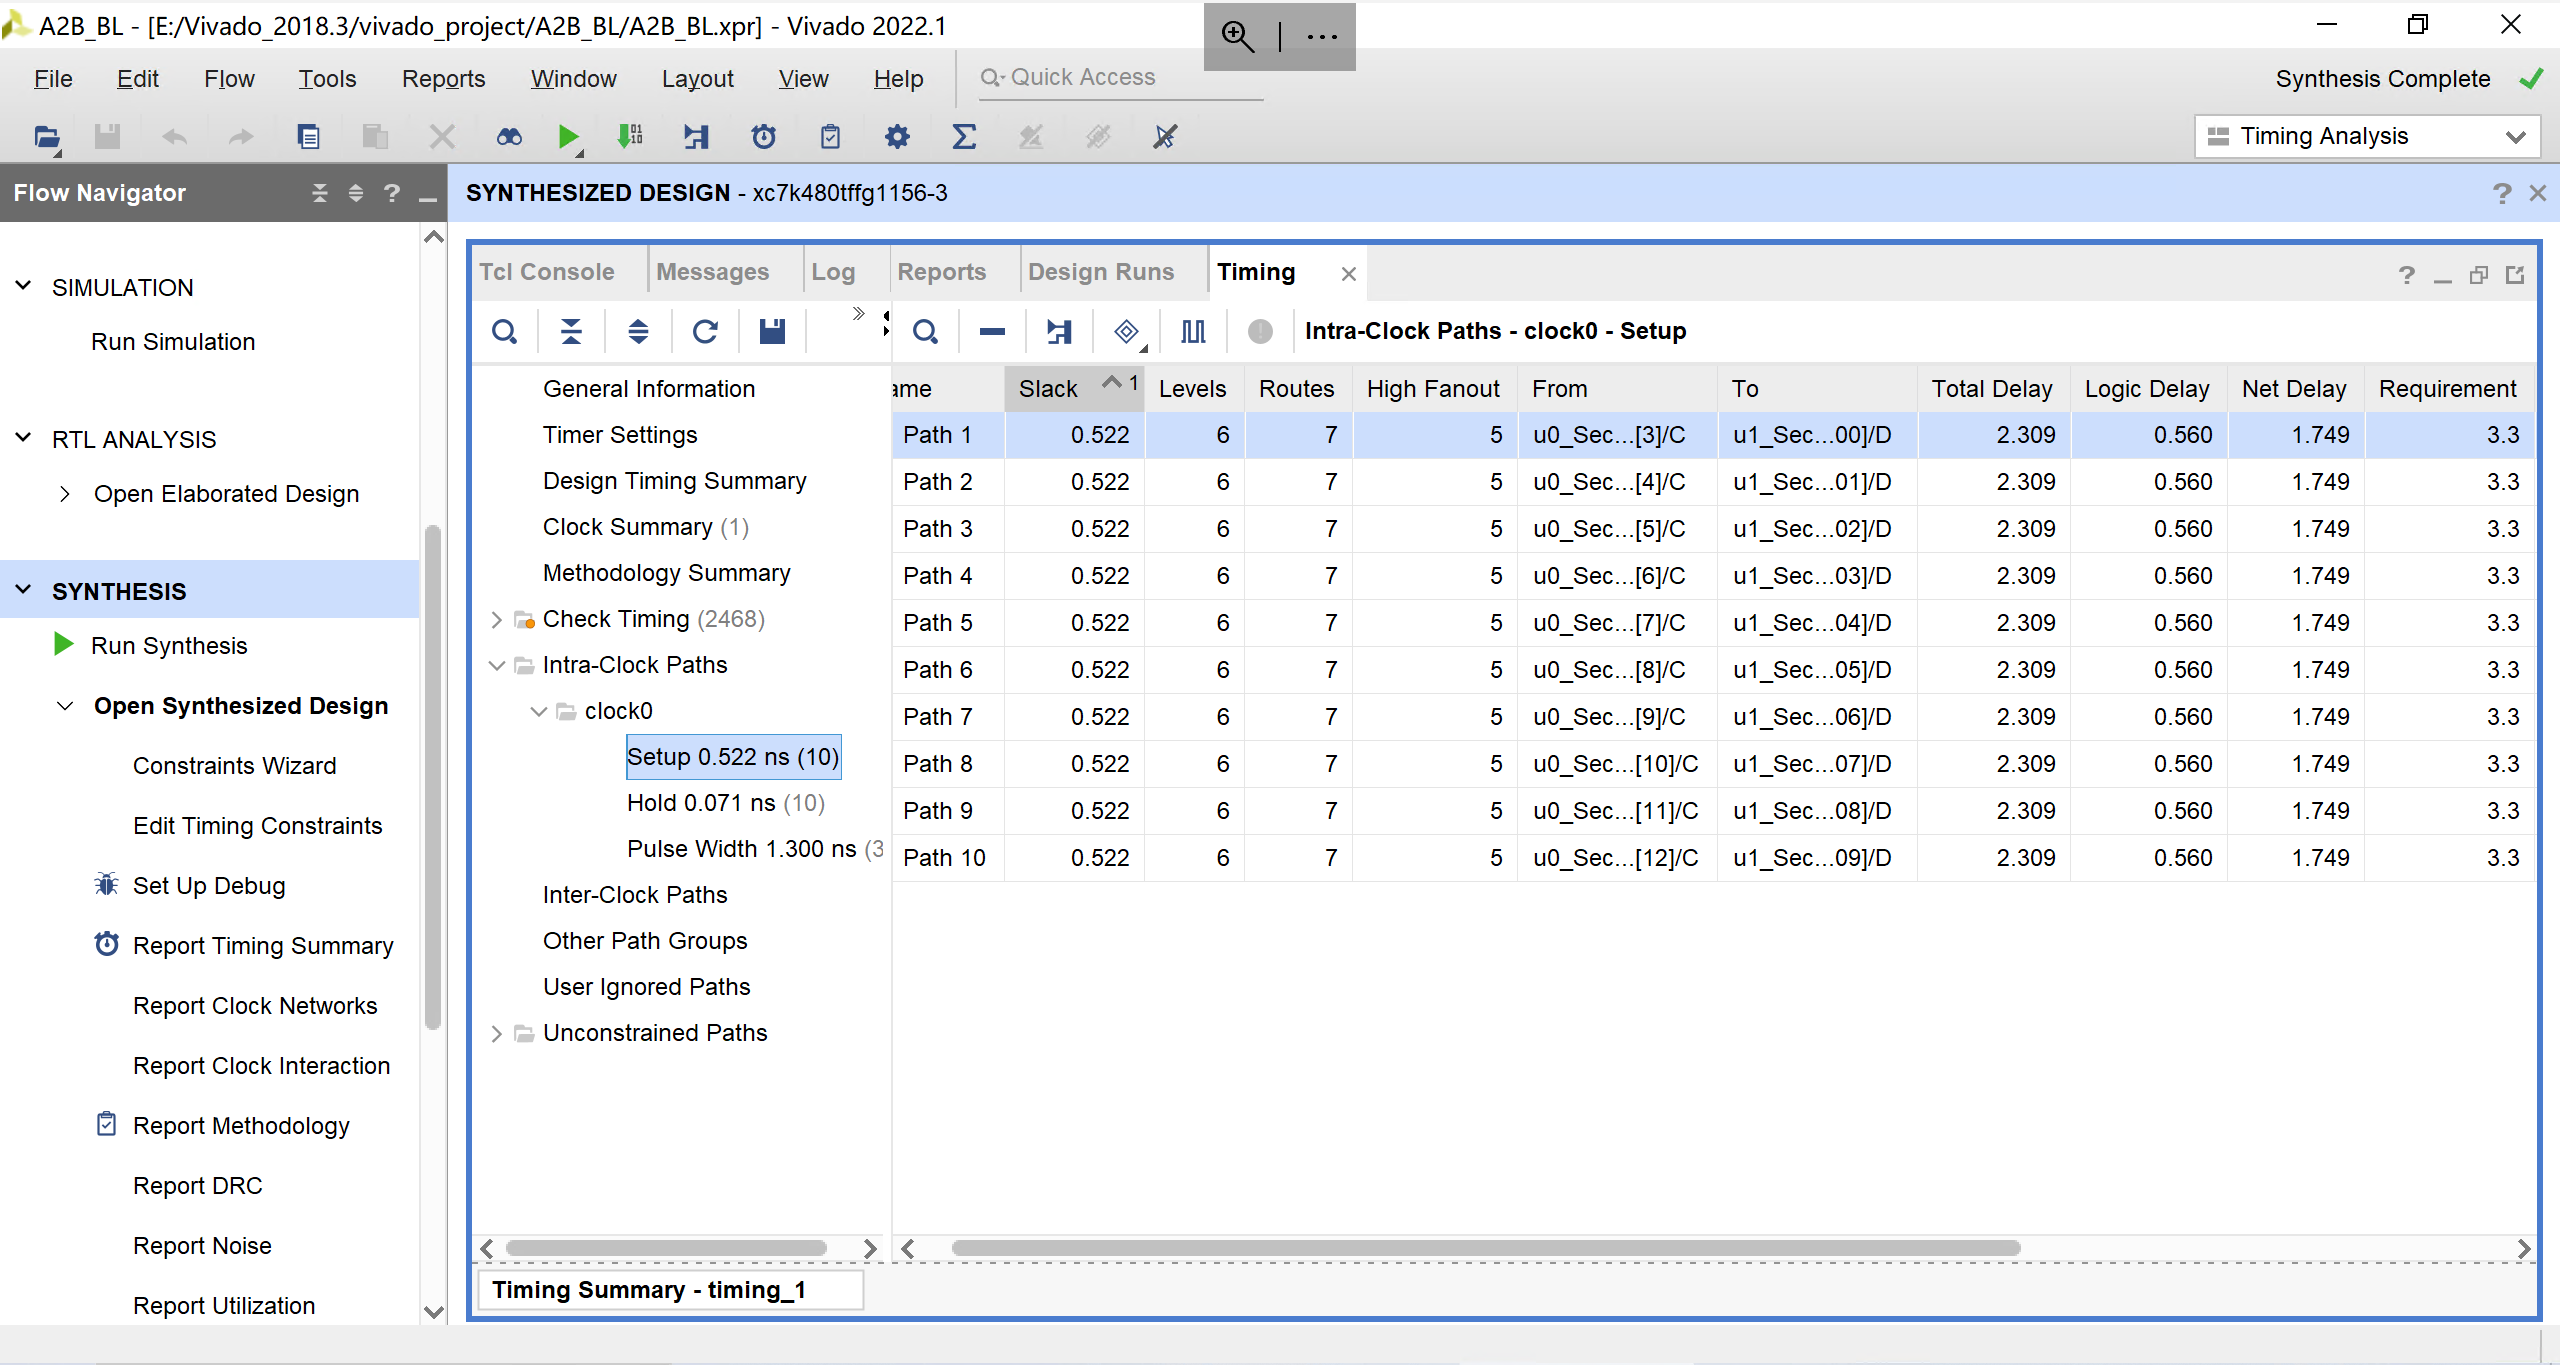 A2B_BL - [E:/Vivado_2018.3/vivado_project/A2B_BL/A2B_BL.xpr] - Vivado 2022.1
File Edit Flow Tools Reports Window Layout View Help Quick Access Synthesis Complete
Timing Analysis
Flow Navigator
SYNTHESIZED DESIGN - xc7k480tffg1156-3
SIMULATION
Run Simulation
RTL ANALYSIS
Open Elaborated Design
SYNTHESIS
Run Synthesis
Open Synthesized Design
Constraints Wizard
Edit Timing Constraints
Set Up Debug
Report Timing Summary
Report Clock Networks
Report Clock Interaction
Report Methodology
Report DRC
Report Noise
Report Utilization
Tcl Console Messages Log Reports Design Runs Timing
Intra-Clock Paths - clock0 - Setup
General Information
Timer Settings
Design Timing Summary
Clock Summary (1)
Methodology Summary
Check Timing (2468)
Intra-Clock Paths
clock0
Setup 0.522 ns (10)
Hold 0.071 ns (10)
Pulse Width 1.300 ns (3
Inter-Clock Paths
Other Path Groups
User Ignored Paths
Unconstrained Paths
ame Slack 1 Levels Routes High Fanout From To Total Delay Logic Delay Net Delay Requirement
Path 1 0.522 6 7 5 u0_Sec...[3]/C u1_Sec...00]/D 2.309 0.560 1.749 3.3
Path 2 0.522 6 7 5 u0_Sec...[4]/C u1_Sec...01]/D 2.309 0.560 1.749 3.3
Path 3 0.522 6 7 5 u0_Sec...[5]/C u1_Sec...02]/D 2.309 0.560 1.749 3.3
Path 4 0.522 6 7 5 u0_Sec...[6]/C u1_Sec...03]/D 2.309 0.560 1.749 3.3
Path 5 0.522 6 7 5 u0_Sec...[7]/C u1_Sec...04]/D 2.309 0.560 1.749 3.3
Path 6 0.522 6 7 5 u0_Sec...[8]/C u1_Sec...05]/D 2.309 0.560 1.749 3.3
Path 7 0.522 6 7 5 u0_Sec...[9]/C u1_Sec...06]/D 2.309 0.560 1.749 3.3
Path 8 0.522 6 7 5 u0_Sec...[10]/C u1_Sec...07]/D 2.309 0.560 1.749 3.3
Path 9 0.522 6 7 5 u0_Sec...[11]/C u1_Sec...08]/D 2.309 0.560 1.749 3.3
Path 10 0.522 6 7 5 u0_Sec...[12]/C u1_Sec...09]/D 2.309 0.560 1.749 3.3
Timing Summary - timing_1